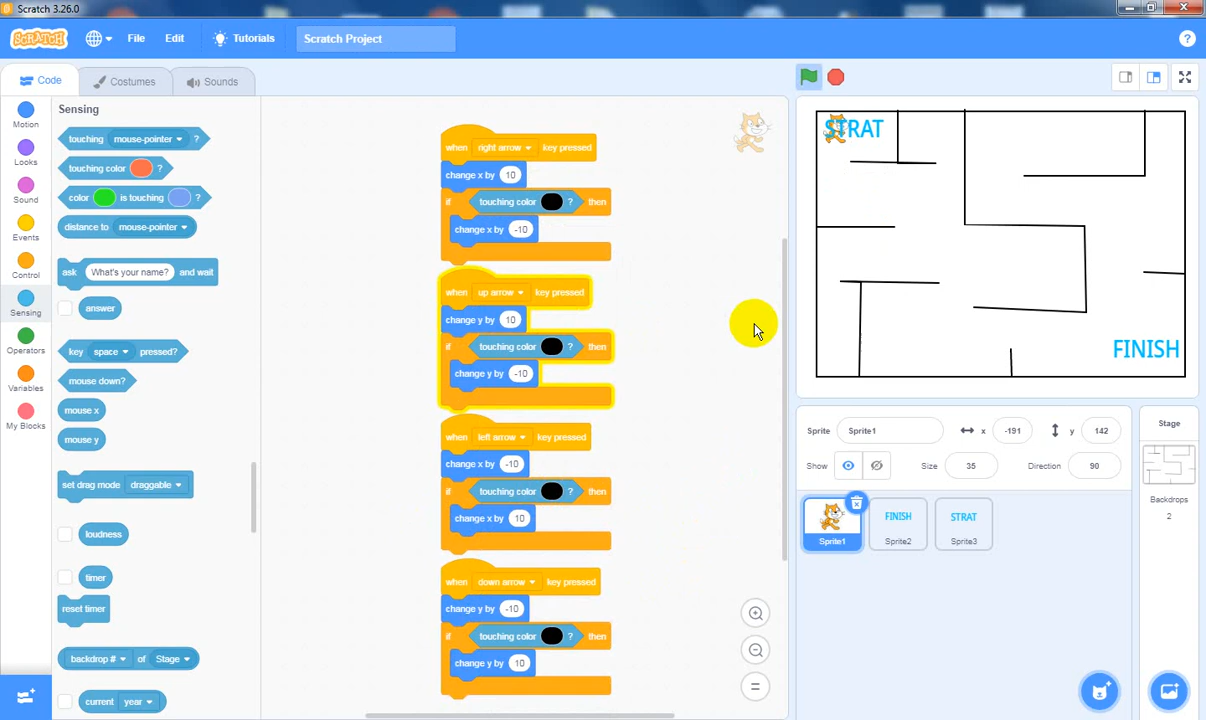 Scratch 3.26.0
SCRATCH File Edit Tutorials Scratch Project ?
Code Costumes Sounds
Motion
Looks
Sound
Events
Control
Sensing
Operators
Variables
My Blocks
Sensing
touching mouse-pointer ?
touching color ?
color is touching ?
distance to mouse-pointer
ask What's your name? and wait
answer
key space pressed?
mouse down?
mouse x
mouse y
set drag mode draggable
loudness
timer
reset timer
backdrop # of Stage
current year
when right arrow key pressed
change x by 10
if touching color ? then
change x by -10
when up arrow key pressed
change y by 10
if touching color ? then
change y by -10
when left arrow key pressed
change x by -10
if touching color ? then
change x by 10
when down arrow key pressed
change y by -10
if touching color ? then
change y by 10
STRAT
FINISH
Sprite Sprite1 x -191 y 142
Show Size 35 Direction 90
Sprite1
FINISH
Sprite2
STRAT
Sprite3
Stage
Backdrops
2